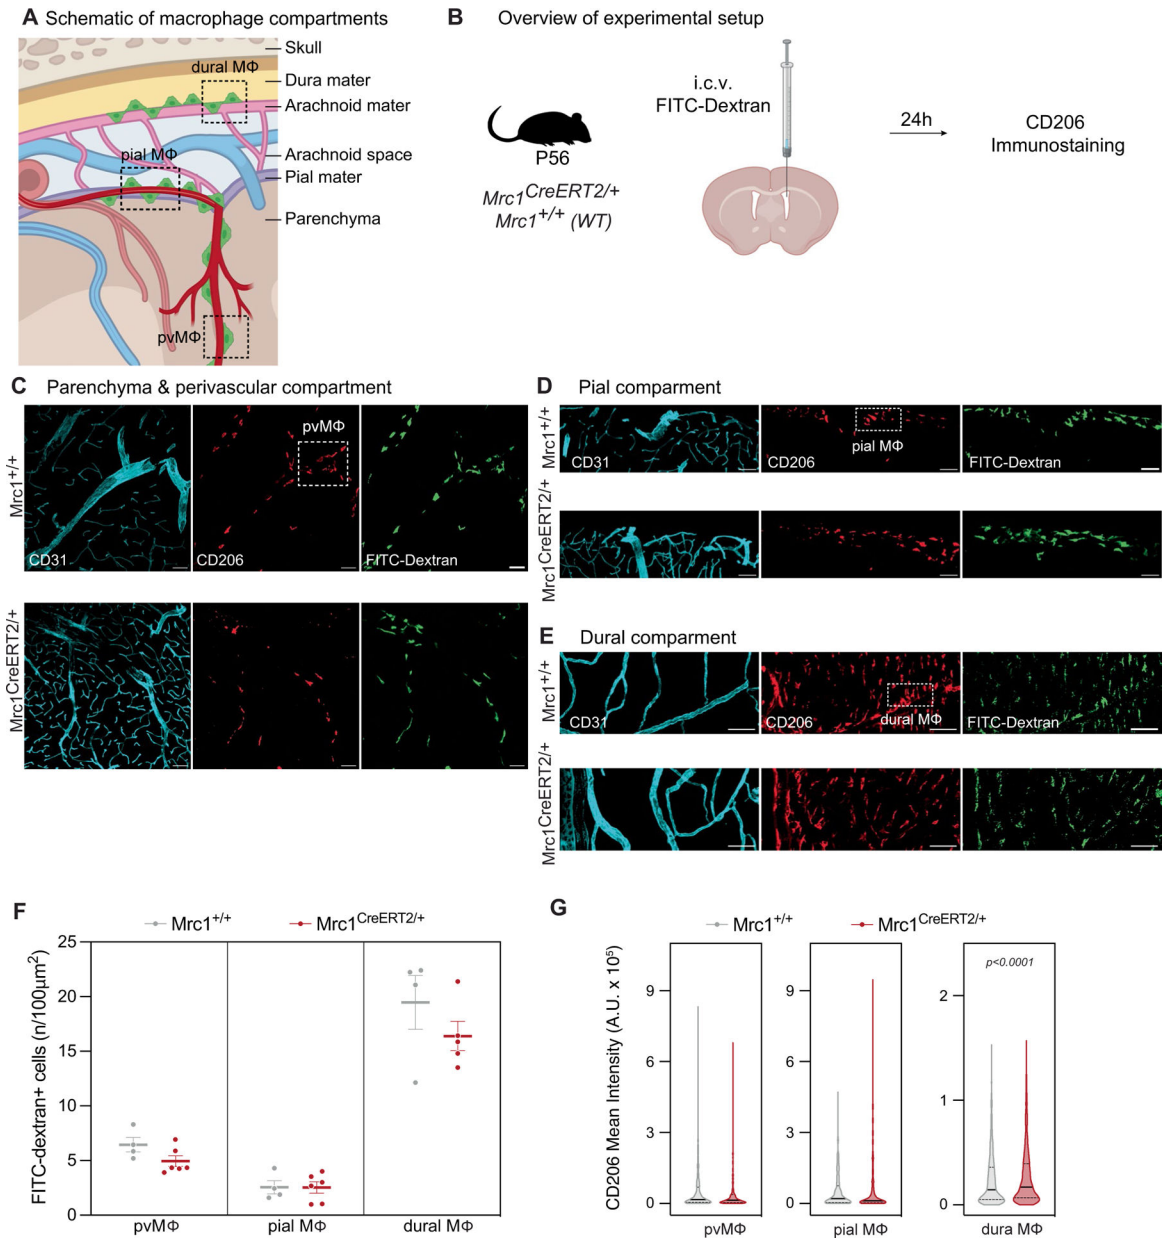 A Schematic of macrophage compartments
Skull
dural MΦ
Dura mater
Arachnoid mater
pial MΦ
Arachnoid space
Pial mater
Parenchyma
pvMΦ
B Overview of experimental setup
i.c.v.
FITC-Dextran
P56
Mrc1CreERT2/+
Mrc1+/+ (WT)
24h
CD206
Immunostaining
C Parenchyma & perivascular compartment
Mrc1+/+
pvMΦ
CD31
CD206
FITC-Dextran
Mrc1CreERT2/+
D Pial comparment
Mrc1+/+
pial MΦ
CD31
CD206
FITC-Dextran
Mrc1CreERT2/+
E Dural comparment
Mrc1+/+
CD31
CD206
dural MΦ
FITC-Dextran
Mrc1CreERT2/+
F
Mrc1+/+ Mrc1CreERT2/+
FITC-dextran+ cells (n/100μm2)
25
20
15
10
5
0
pvMΦ pial MΦ dural MΦ
G
Mrc1+/+ Mrc1CreERT2/+
CD206 Mean Intensity (A.U. x 105)
9
6
3
0
pvMΦ
9
6
3
0
pial MΦ
p<0.0001
2
1
0
dura MΦ